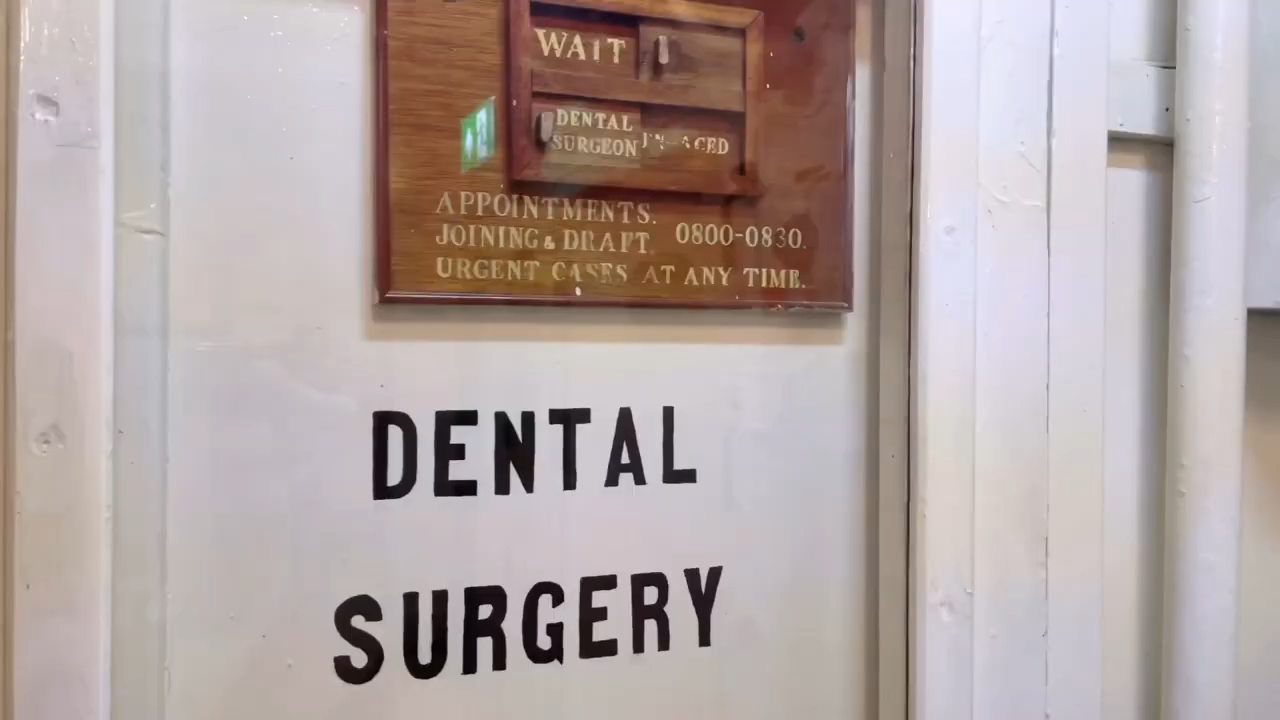 WAIT
DENTAL
SURGEON
APPOINTMENTS.
JOINING & DRAFT 0800-0830.
URGENT CASES AT ANY TIME.
DENTAL
SURGERY